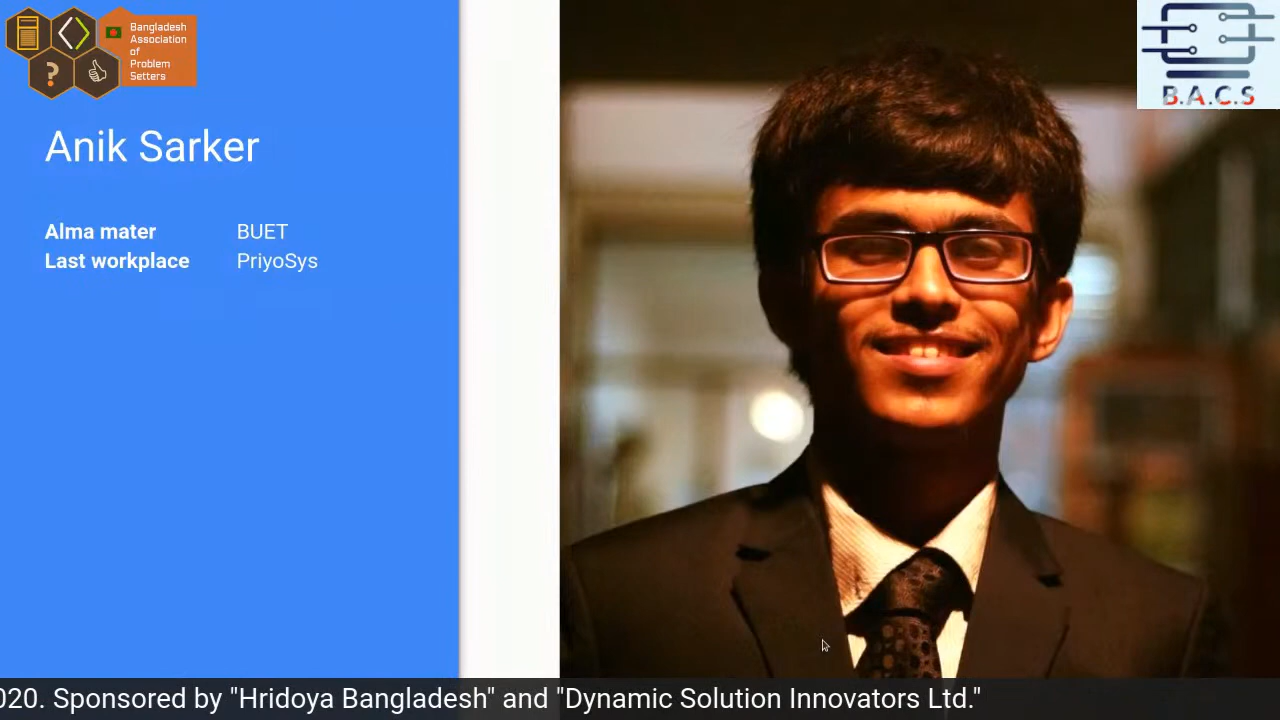 Bangladesh
Association
of
Problem
Setters
B.A.C.S
Anik Sarker
Alma mater BUET
Last workplace PriyoSys
020. Sponsored by "Hridoya Bangladesh" and "Dynamic Solution Innovators Ltd."